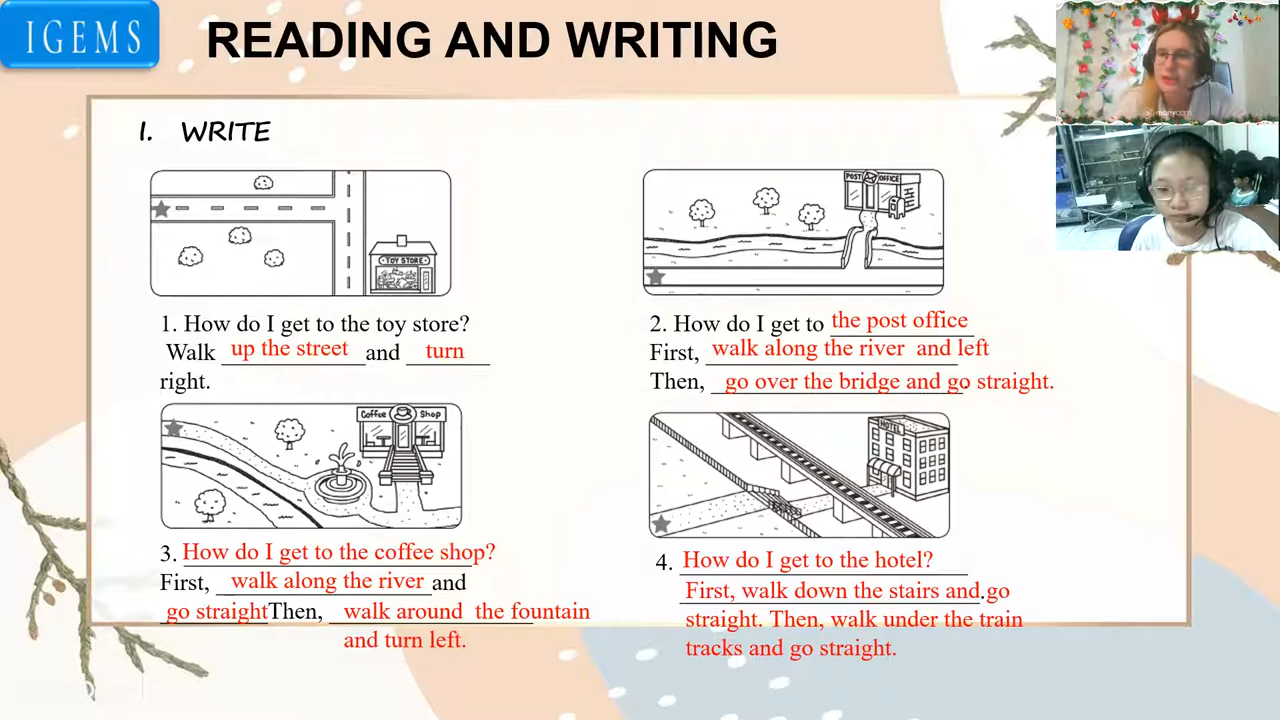 IGEMS
READING AND WRITING
I. WRITE
TOY STORE
1. How do I get to the toy store?
Walk up the street and turn
right.
POST OFFICE
2. How do I get to the post office
First, walk along the river and left
Then, go over the bridge and go straight.
Coffee Shop
3. How do I get to the coffee shop?
First, walk along the river and
go straight Then, walk around the fountain
and turn left.
HOTEL
4. How do I get to the hotel?
First, walk down the stairs and.go
straight. Then, walk under the train
tracks and go straight.